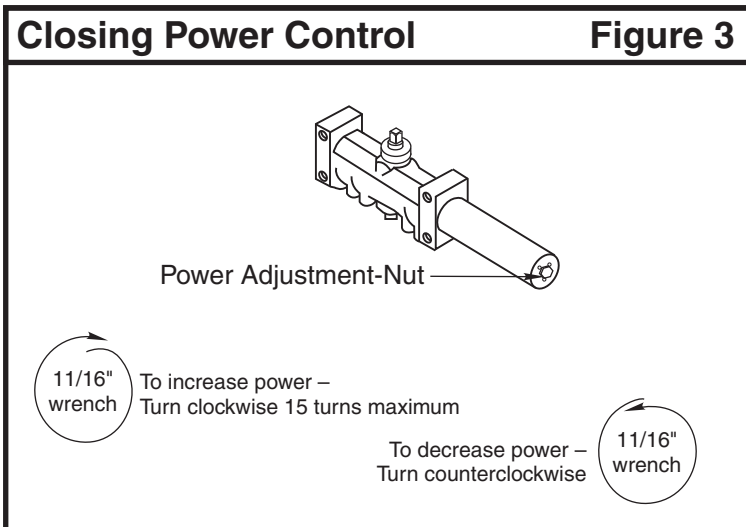 Closing Power Control Figure 3
Power Adjustment-Nut
11/16"
wrench
To increase power –
Turn clockwise 15 turns maximum
To decrease power –
Turn counterclockwise
11/16"
wrench